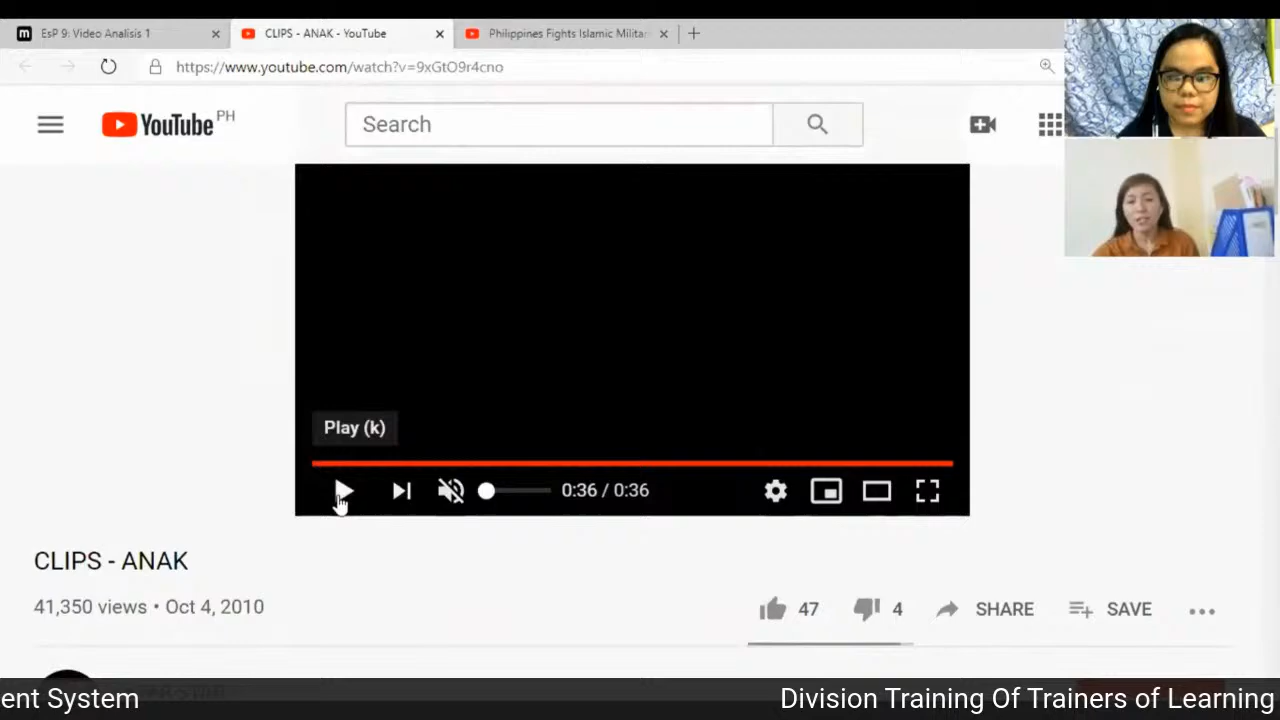 EsP 9: Video Analisis 1
CLIPS - ANAK - YouTube
Philippines Fights Islamic Militar
https://www.youtube.com/watch?v=9xGtO9r4cno
YouTube PH
Search
Play (k)
0:36 / 0:36
CLIPS - ANAK
41,350 views • Oct 4, 2010
47
4
SHARE
SAVE
ent System
Division Training Of Trainers of Learning